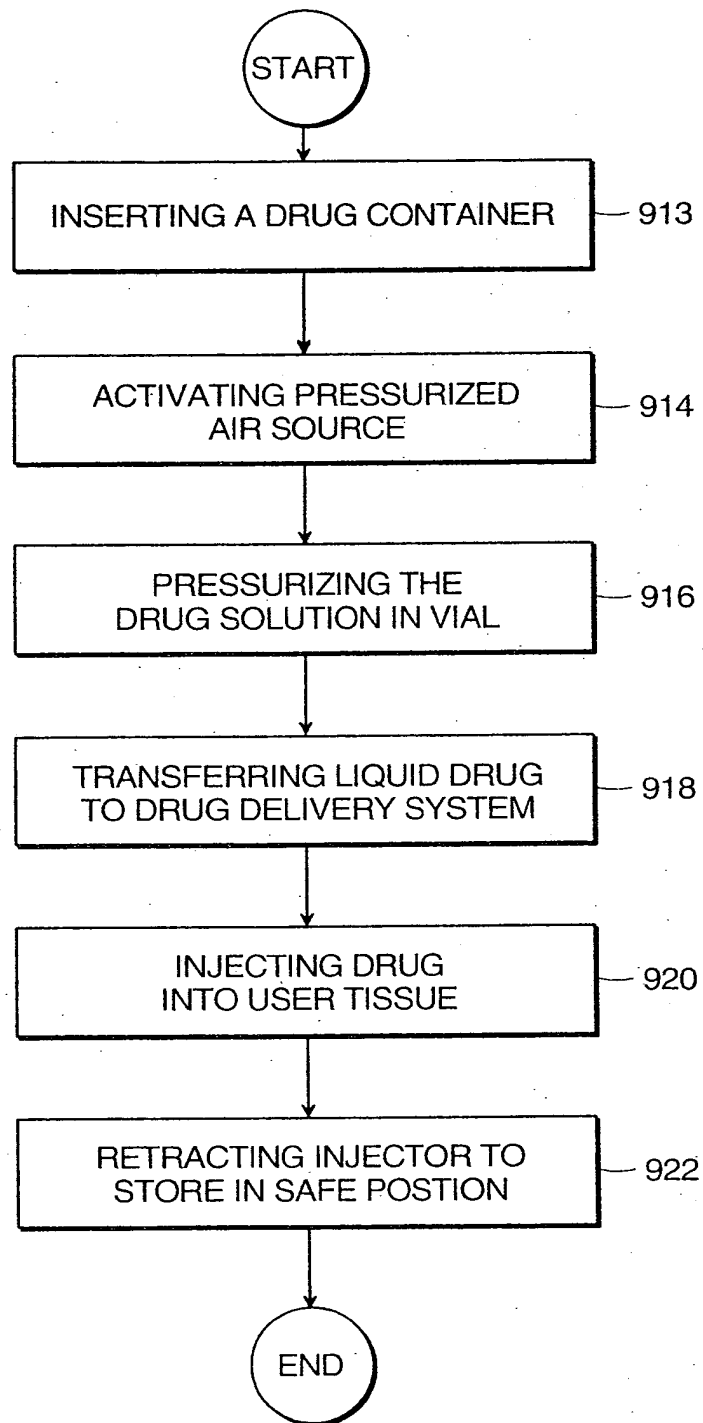 START
INSERTING A DRUG CONTAINER
913
ACTIVATING PRESSURIZED
AIR SOURCE
914
PRESSURIZING THE
DRUG SOLUTION IN VIAL
916
TRANSFERRING LIQUID DRUG
TO DRUG DELIVERY SYSTEM
918
INJECTING DRUG
INTO USER TISSUE
920
RETRACTING INJECTOR TO
STORE IN SAFE POSTION
922
END